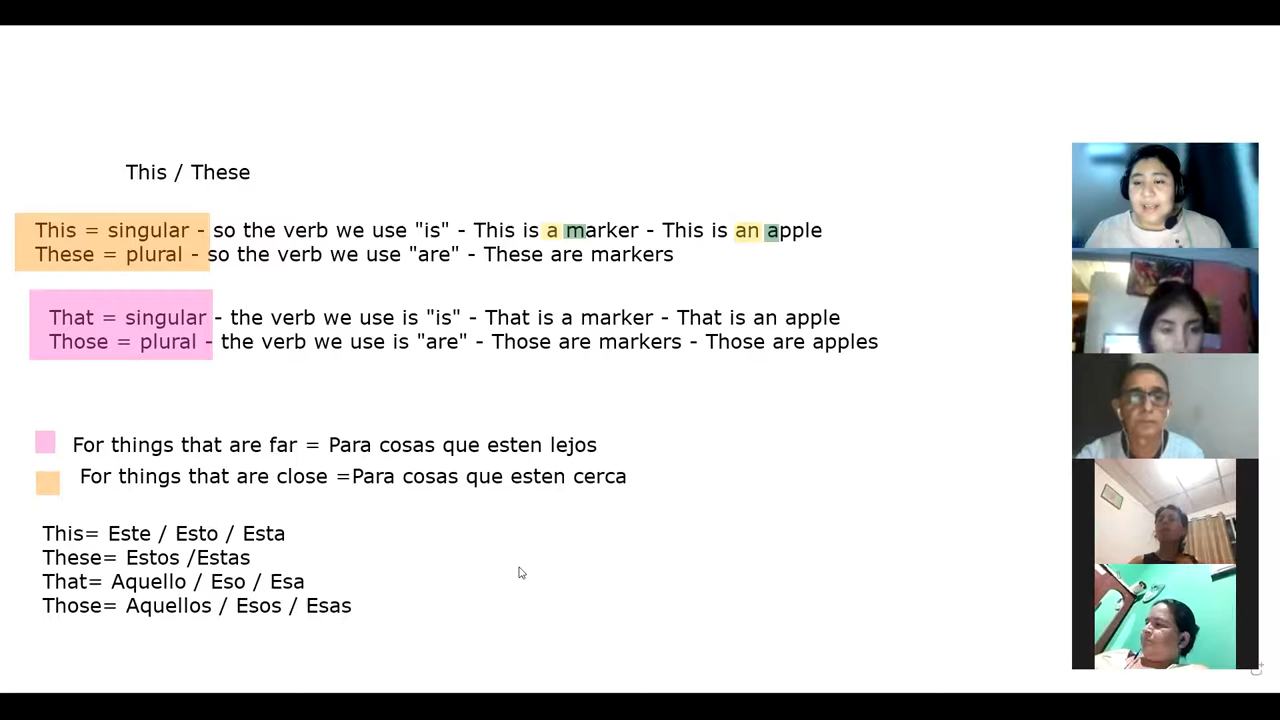 This / These
This = singular - so the verb we use "is" - This is a marker - This is an apple
These = plural - so the verb we use "are" - These are markers
That = singular - the verb we use is "is" - That is a marker - That is an apple
Those = plural - the verb we use is "are" - Those are markers - Those are apples
For things that are far = Para cosas que esten lejos
For things that are close =Para cosas que esten cerca
This= Este / Esto / Esta
These= Estos /Estas
That= Aquello / Eso / Esa
Those= Aquellos / Esos / Esas